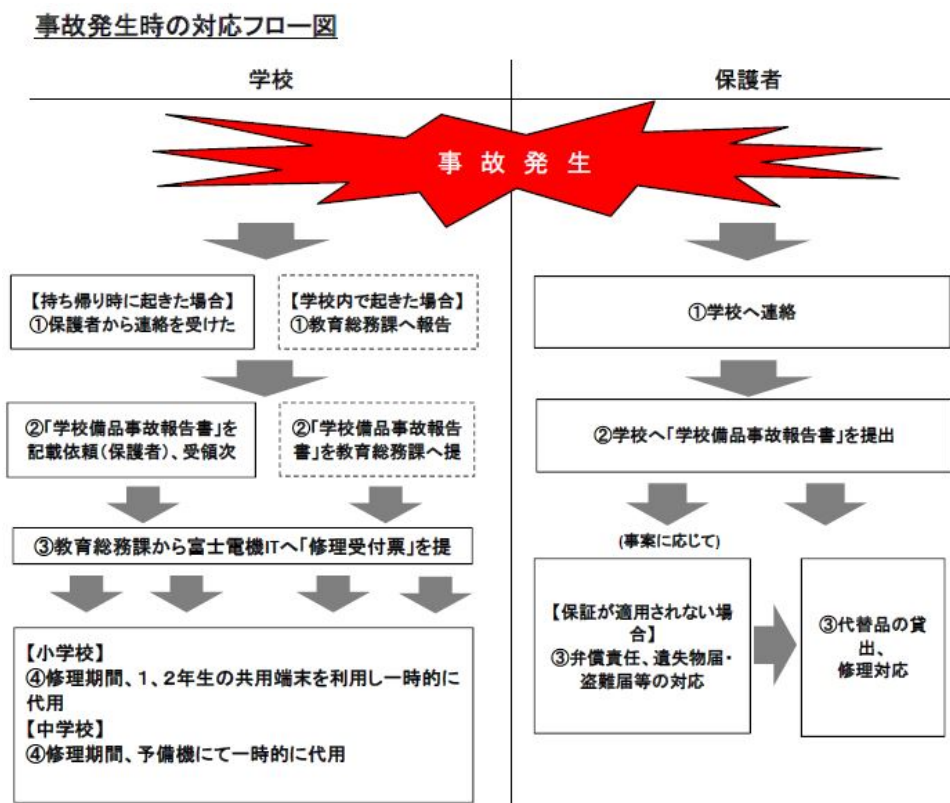 事故発生時の対応フロー図
学校
保護者
事 故 発 生
【持ち帰り時に起きた場合】
①保護者から連絡を受けた
【学校内で起きた場合】
①教育総務課へ報告
②「学校備品事故報告書」を
記載依頼(保護者)、受領次
②「学校備品事故報告
書」を教育総務課へ提
③教育総務課から富士電機ITへ「修理受付票」を提
【小学校】
④修理期間、1、2年生の共用端末を利用し一時的に
代用
【中学校】
④修理期間、予備機にて一時的に代用
①学校へ連絡
②学校へ「学校備品事故報告書」を提出
(事案に応じて)
【保証が適用されない場
合】
③弁償責任、遺失物届・
盗難届等の対応
③代替品の貸
出、
修理対応